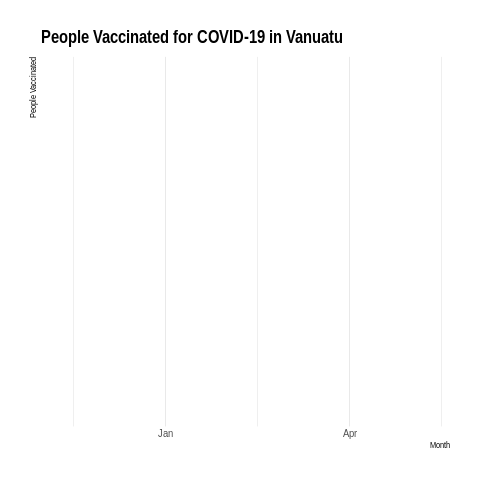 People Vaccinated for COVID-19 in Vanuatu
People Vaccinated
Jan
Apr
Month